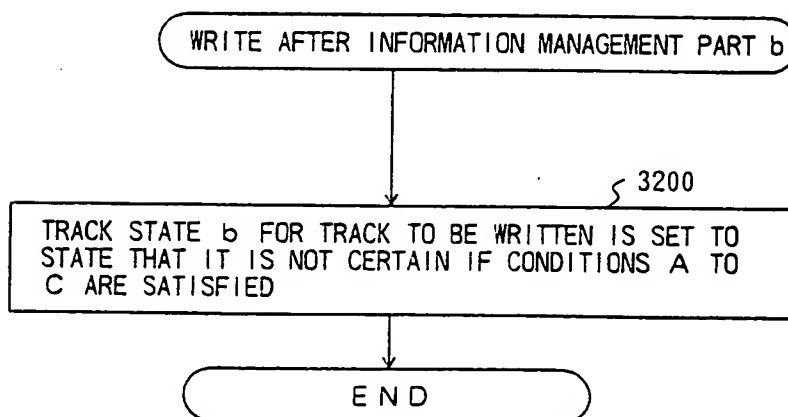 WRITE AFTER INFORMATION MANAGEMENT PART b
3200
TRACK STATE b FOR TRACK TO BE WRITTEN IS SET TO
STATE THAT IT IS NOT CERTAIN IF CONDITIONS A TO
C ARE SATISFIED
END